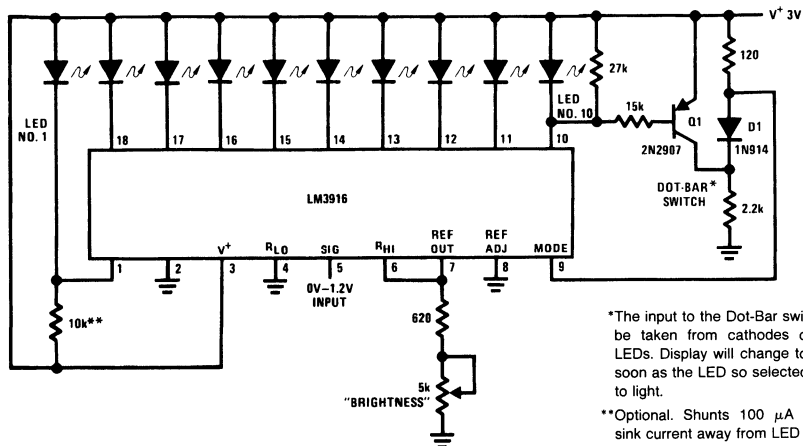 V+ 3V
27k
120
LED
NO. 1
LED
NO. 10
15k
Q1
2N2907
D1
1N914
18
17
16
15
14
13
12
11
10
DOT-BAR*
SWITCH
2.2k
LM3916
V+
RLO
SIG
RHI
REF
OUT
REF
ADJ
MODE
1
2
3
4
5
6
7
8
9
0V–1.2V
INPUT
10k**
620
5k
"BRIGHTNESS"
*The input to the Dot-Bar swi
be taken from cathodes o
LEDs. Display will change to
soon as the LED so selected
to light.
**Optional. Shunts 100 μA
sink current away from LED